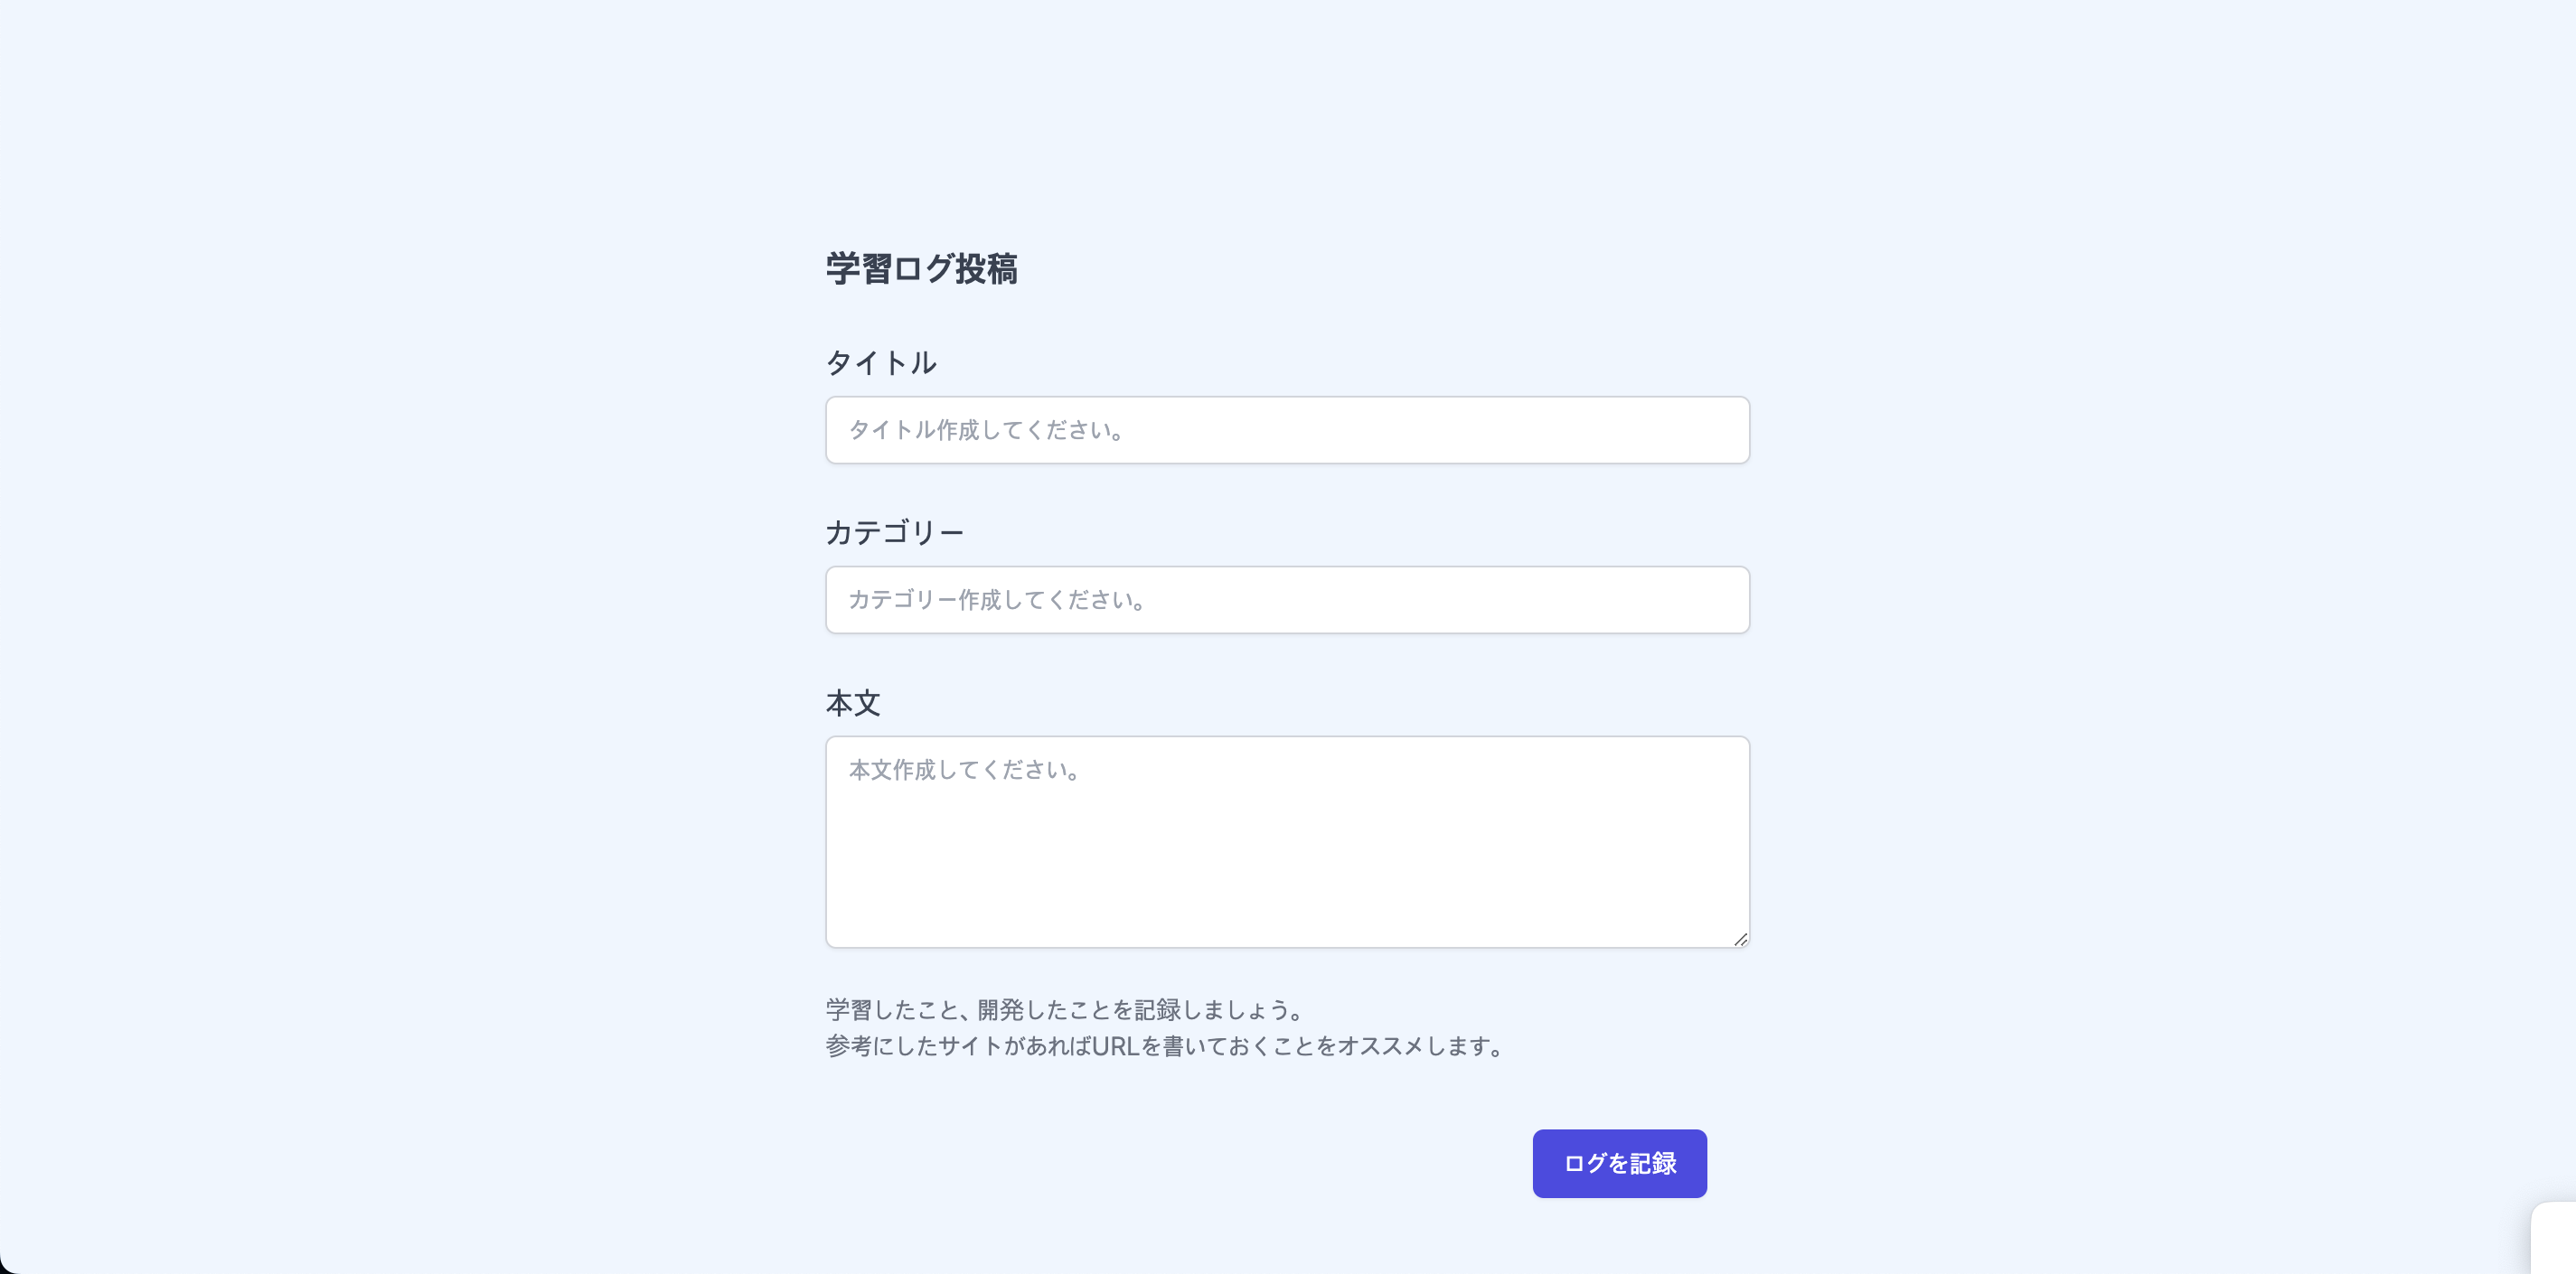 学習ログ投稿
タイトル
タイトル作成してください。
カテゴリー
カテゴリー作成してください。
本文
本文作成してください。
学習したこと、開発したことを記録しましょう。
参考にしたサイトがあればURLを書いておくことをオススメします。
ログを記録